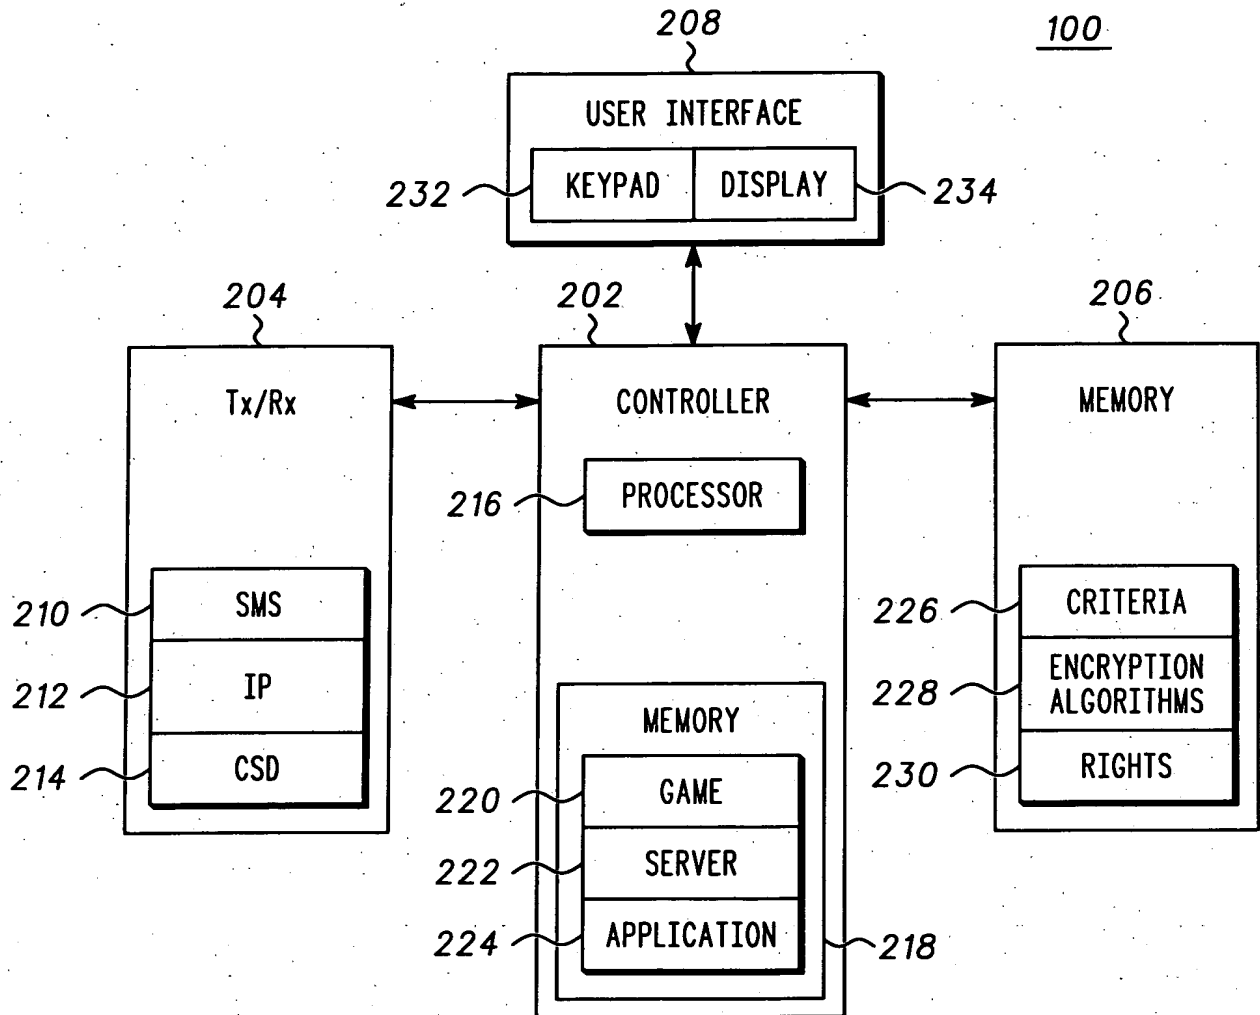 208
100
USER INTERFACE
232
KEYPAD
DISPLAY
234
204
202
206
Tx/Rx
CONTROLLER
MEMORY
216
PROCESSOR
210
SMS
212
IP
214
CSD
MEMORY
220
GAME
222
SERVER
224
APPLICATION
218
226
CRITERIA
228
ENCRYPTION
ALGORITHMS
230
RIGHTS